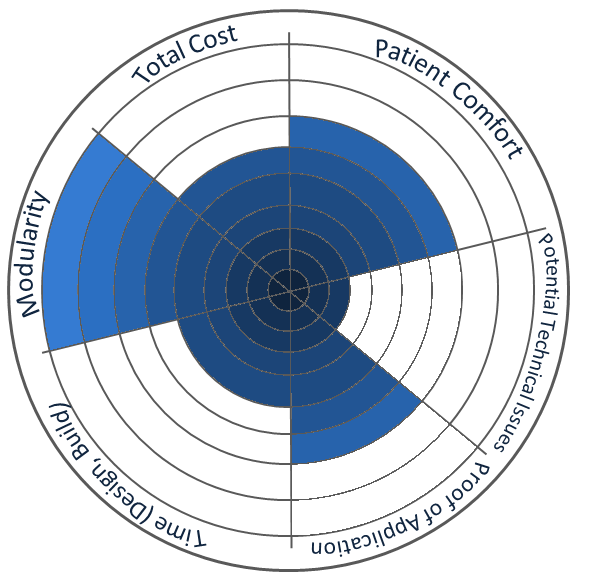 Total Cost
Patient Comfort
Potential Technical Issues
Proof of Application
Time (Design, Build)
Modularity